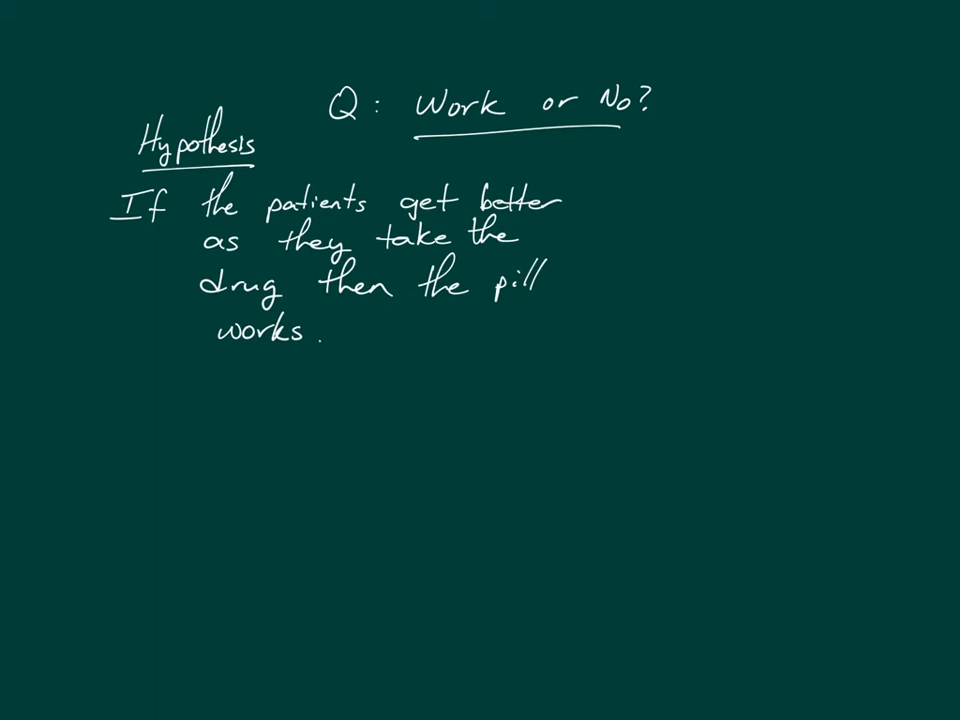 Q: Work or No?
Hypothesis
If the patients get better
as they take the
drug then the pill
works.